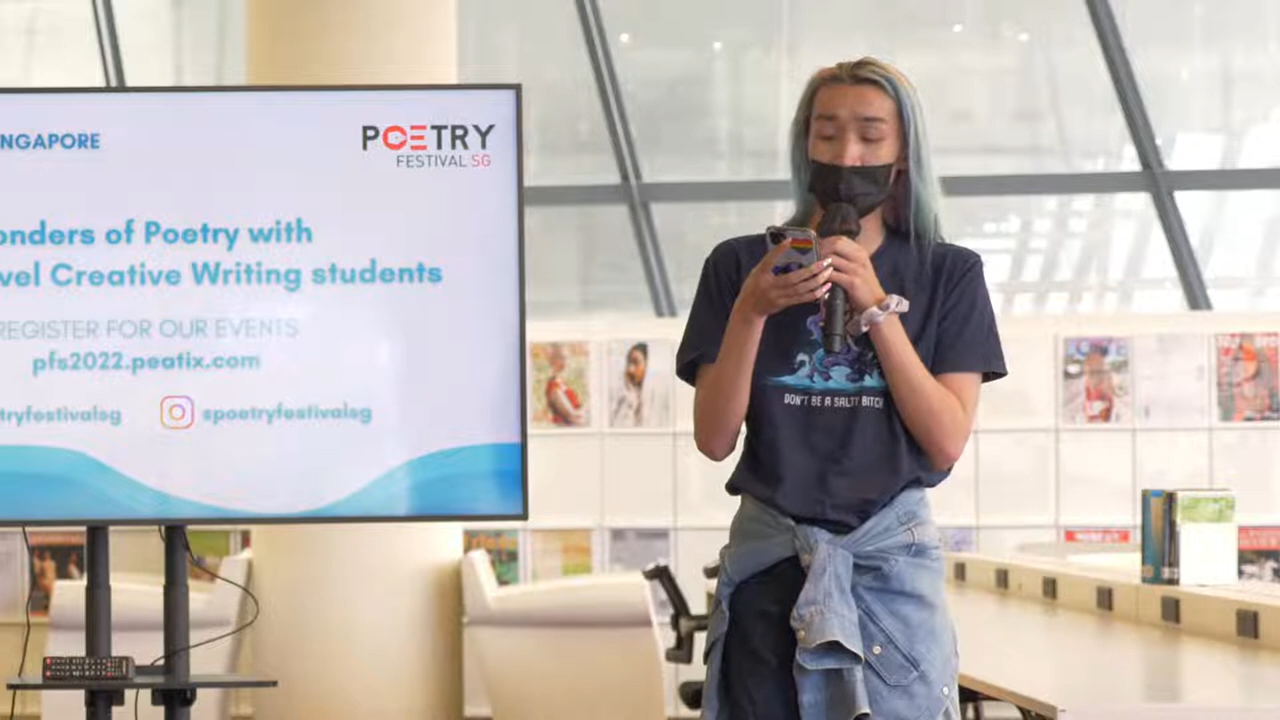 NGAPORE
POETRY
FESTIVAL SG
onders of Poetry with
vel Creative Writing students
REGISTER FOR OUR EVENTS
pfs2022.peatix.com
tryfestivalsg
spoetryfestivalsg
DON'T BE A SALTY BITCH